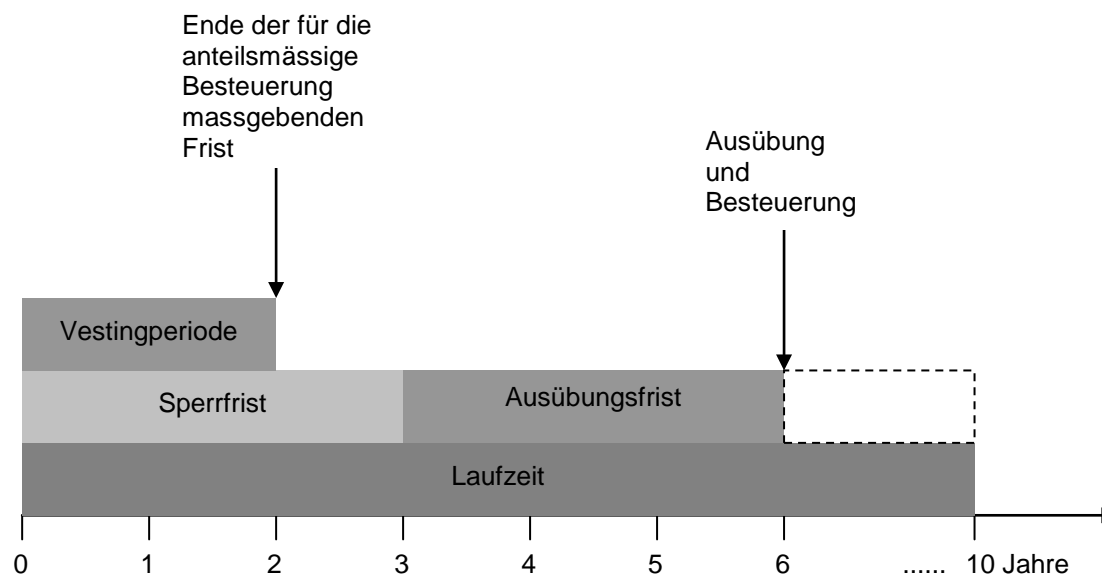 Ende der für die
anteilsmässige
Besteuerung
massgebenden
Frist
Ausübung
und
Besteuerung
Vestingperiode
Sperrfrist
Ausübungsfrist
Laufzeit
0 1 2 3 4 5 6 ...... 10 Jahre